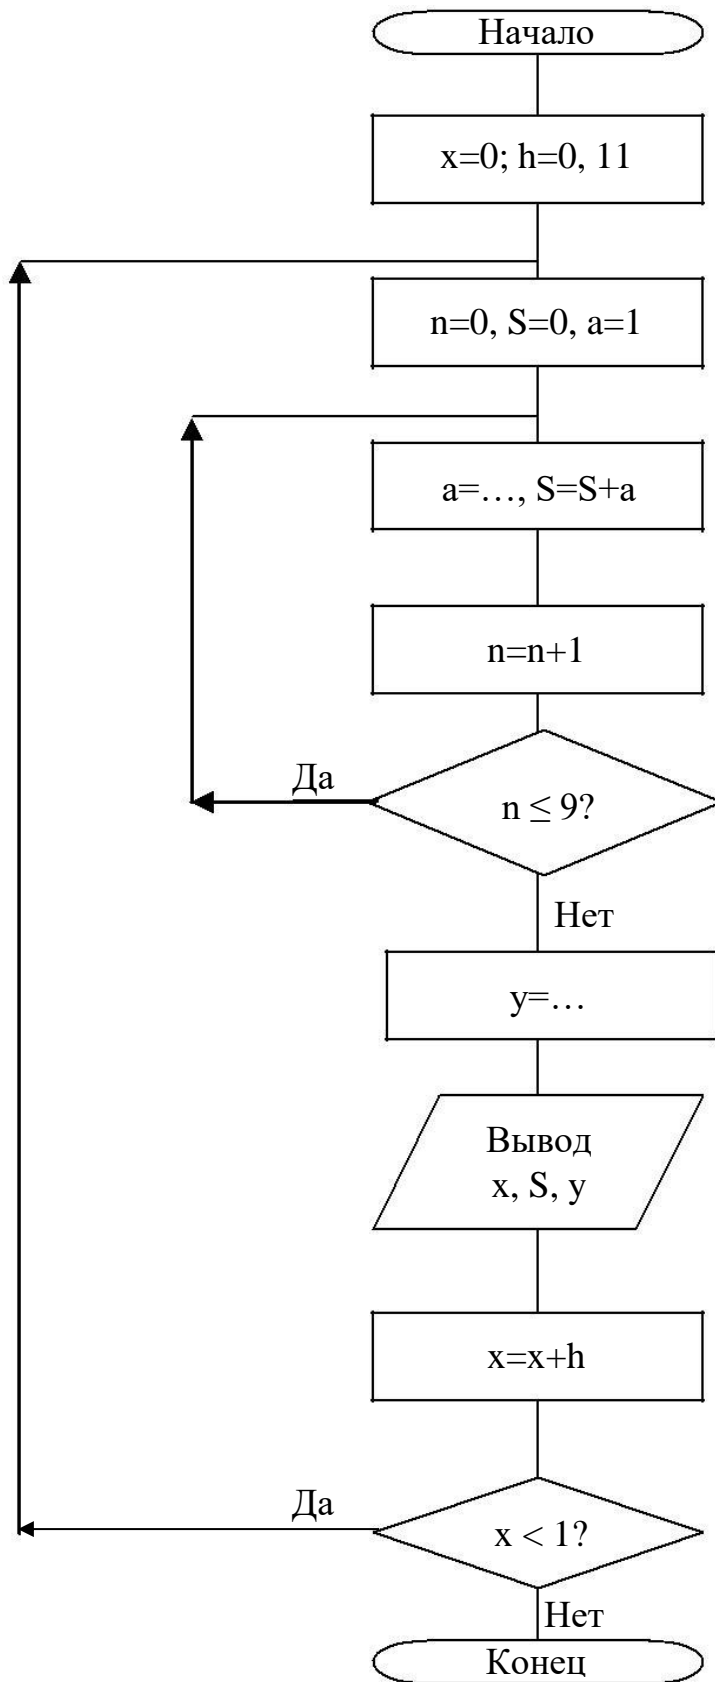 Начало
x=0; h=0, 11
n=0, S=0, a=1
a=…, S=S+a
n=n+1
Да
n ≤ 9?
Нет
y=…
Вывод
x, S, y
x=x+h
Да
x < 1?
Нет
Конец